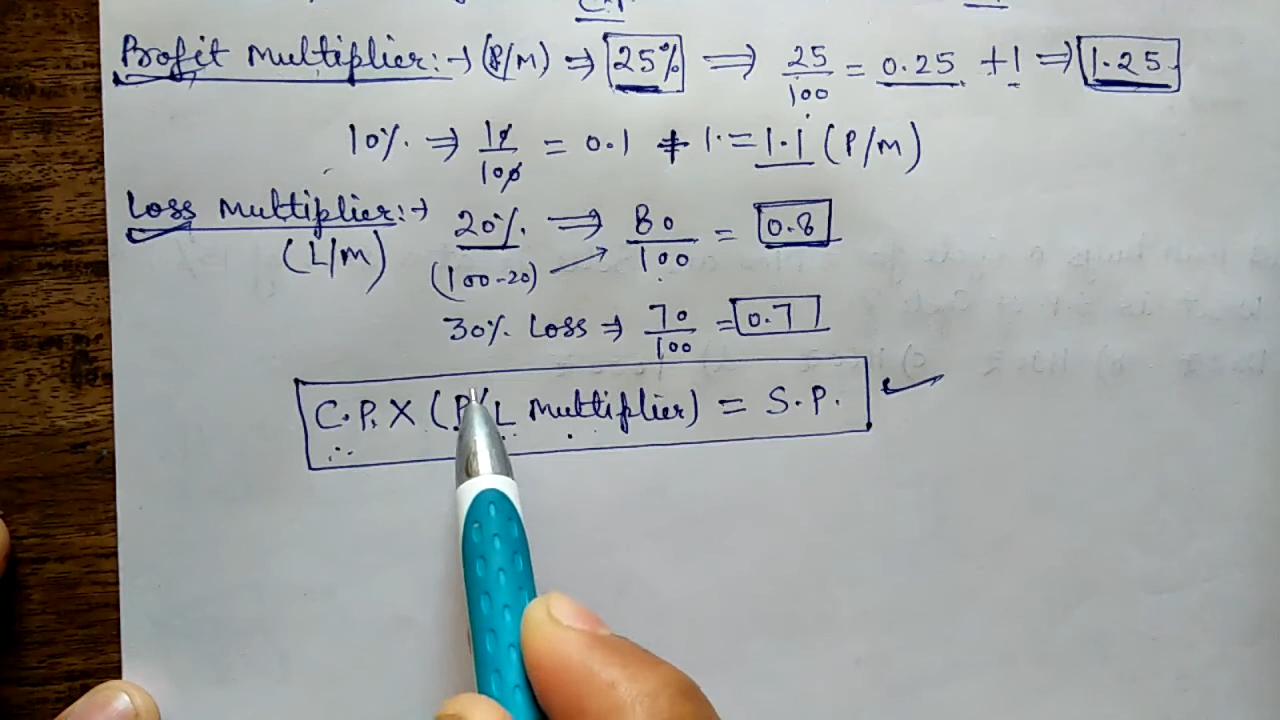 C.P.
Profit Multiplier:→ (P/M) ⇒ 25% ⟹ 25/100 = 0.25 +1 ⇒ 1.25
10% ⇒ 10/100 = 0.1 + 1 = 1.1 (P/M)
Loss Multiplier:→ 20% ⟹ 80/100 = 0.8
(L/M) (100-20)
30% Loss ⇒ 70/100 = 0.7
C.P. X (P/L Multiplier) = S.P.